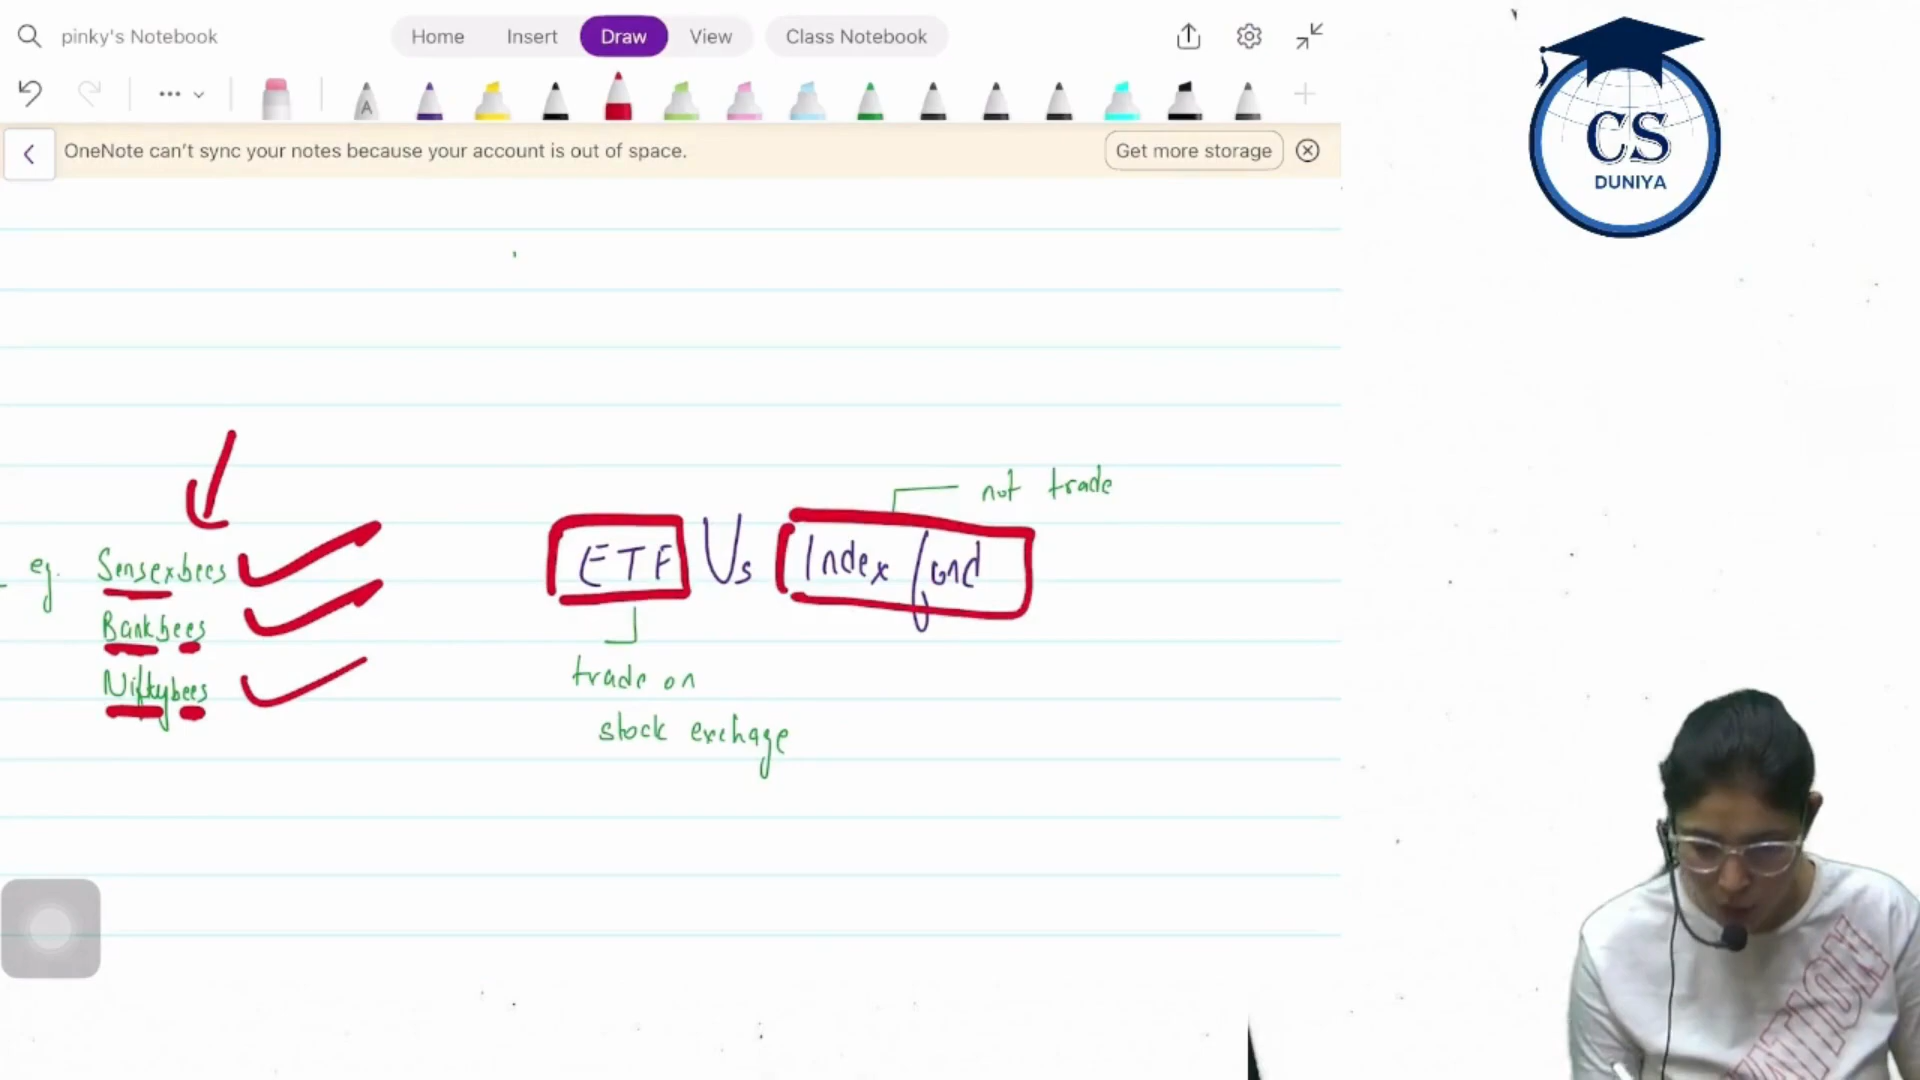 pinky's Notebook
Home Insert Draw View Class Notebook
A
OneNote can't sync your notes because your account is out of space.
Get more storage
CS
DUNIYA
not trade
eg. Sensexbees
Bankbees
Niftybees
ETF Vs Index fund
trade on
stock exchage